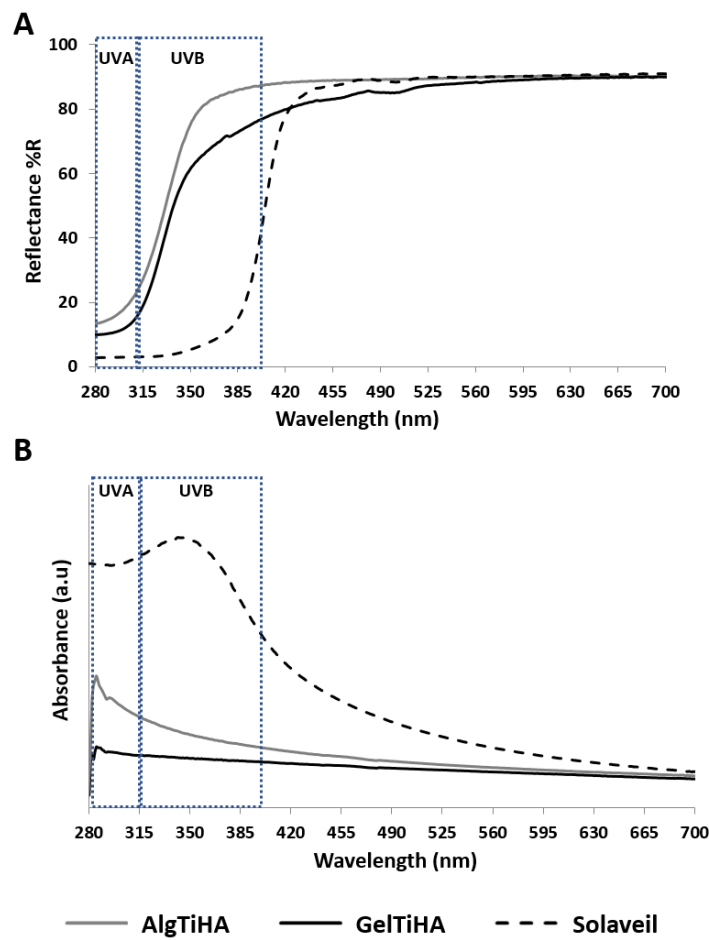 A
100
80
60
40
20
0
UVA UVB
Reflectance %R
280 315 350 385 420 455 490 525 560 595 630 665 700
Wavelength (nm)
B
UVA UVB
Absorbance (a.u)
280 315 350 385 420 455 490 525 560 595 630 665 700
Wavelength (nm)
AlgTiHA GelTiHA Solaveil